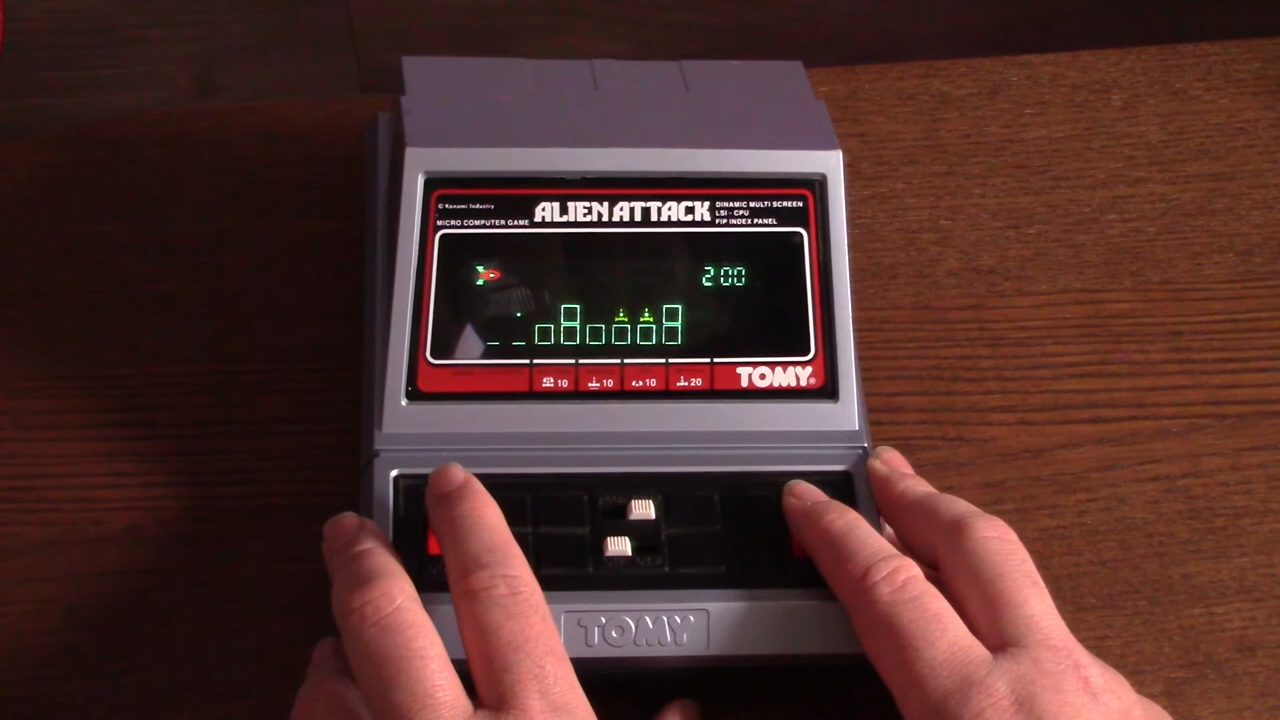 © Konami Industry
MICRO COMPUTER GAME
ALIEN ATTACK
DINAMIC MULTI SCREEN
LSI - CPU
FIP INDEX PANEL
200
10
10
10
20
TOMY®
TOMY